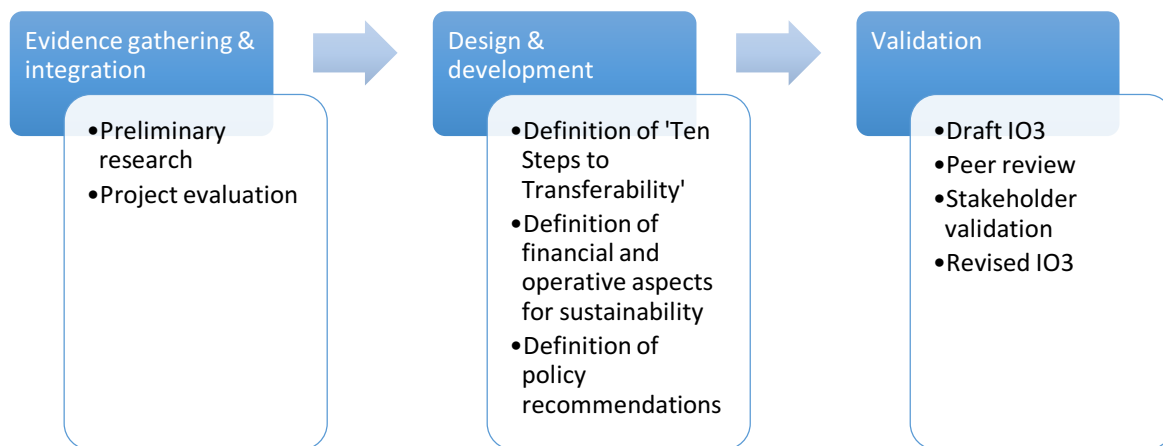 Evidence gathering &
integration
•Preliminary
research
•Project evaluation
Design &
development
•Definition of 'Ten
Steps to
Transferability'
•Definition of
financial and
operative aspects
for sustainability
•Definition of
policy
recommendations
Validation
•Draft IO3
•Peer review
•Stakeholder
validation
•Revised IO3